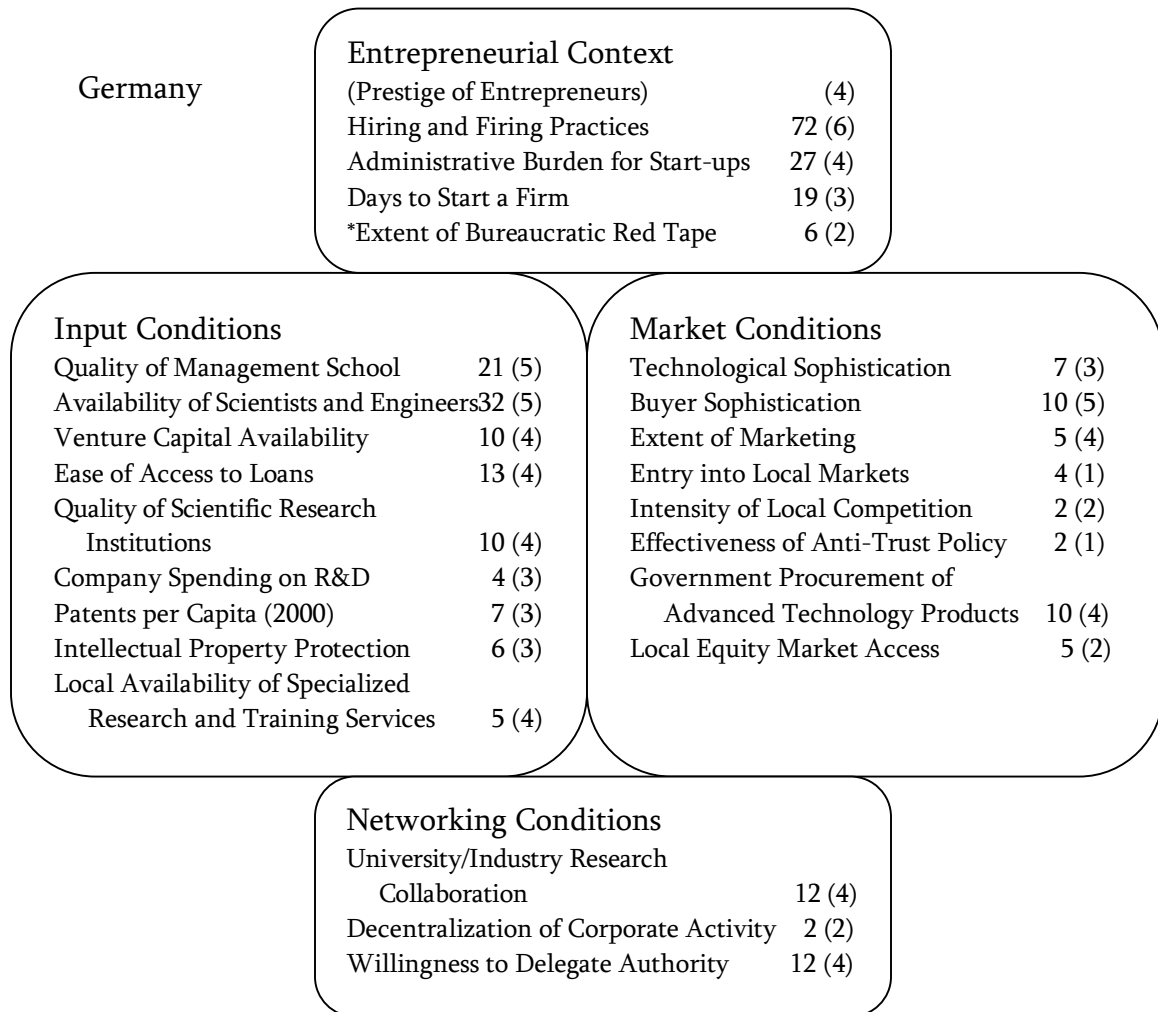 Germany
Entrepreneurial Context
(Prestige of Entrepreneurs) (4)
Hiring and Firing Practices 72 (6)
Administrative Burden for Start-ups 27 (4)
Days to Start a Firm 19 (3)
*Extent of Bureaucratic Red Tape 6 (2)
Input Conditions
Quality of Management School 21 (5)
Availability of Scientists and Engineers32 (5)
Venture Capital Availability 10 (4)
Ease of Access to Loans 13 (4)
Quality of Scientific Research
Institutions 10 (4)
Company Spending on R&D 4 (3)
Patents per Capita (2000) 7 (3)
Intellectual Property Protection 6 (3)
Local Availability of Specialized
Research and Training Services 5 (4)
Market Conditions
Technological Sophistication 7 (3)
Buyer Sophistication 10 (5)
Extent of Marketing 5 (4)
Entry into Local Markets 4 (1)
Intensity of Local Competition 2 (2)
Effectiveness of Anti-Trust Policy 2 (1)
Government Procurement of
Advanced Technology Products 10 (4)
Local Equity Market Access 5 (2)
Networking Conditions
University/Industry Research
Collaboration 12 (4)
Decentralization of Corporate Activity 2 (2)
Willingness to Delegate Authority 12 (4)